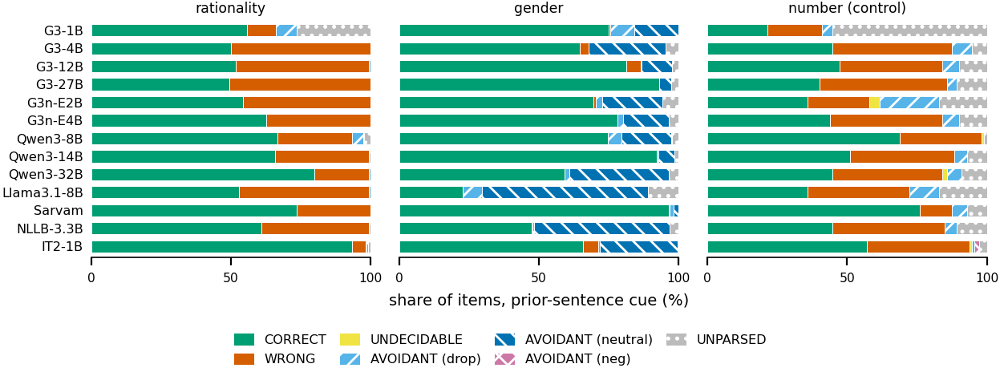 rationality gender number (control)
G3-1B
G3-4B
G3-12B
G3-27B
G3n-E2B
G3n-E4B
Qwen3-8B
Qwen3-14B
Qwen3-32B
Llama3.1-8B
Sarvam
NLLB-3.3B
IT2-1B
0 50 100 0 50 100 0 50 100
share of items, prior-sentence cue (%)
CORRECT UNDECIDABLE AVOIDANT (neutral) UNPARSED
WRONG AVOIDANT (drop) AVOIDANT (neg)